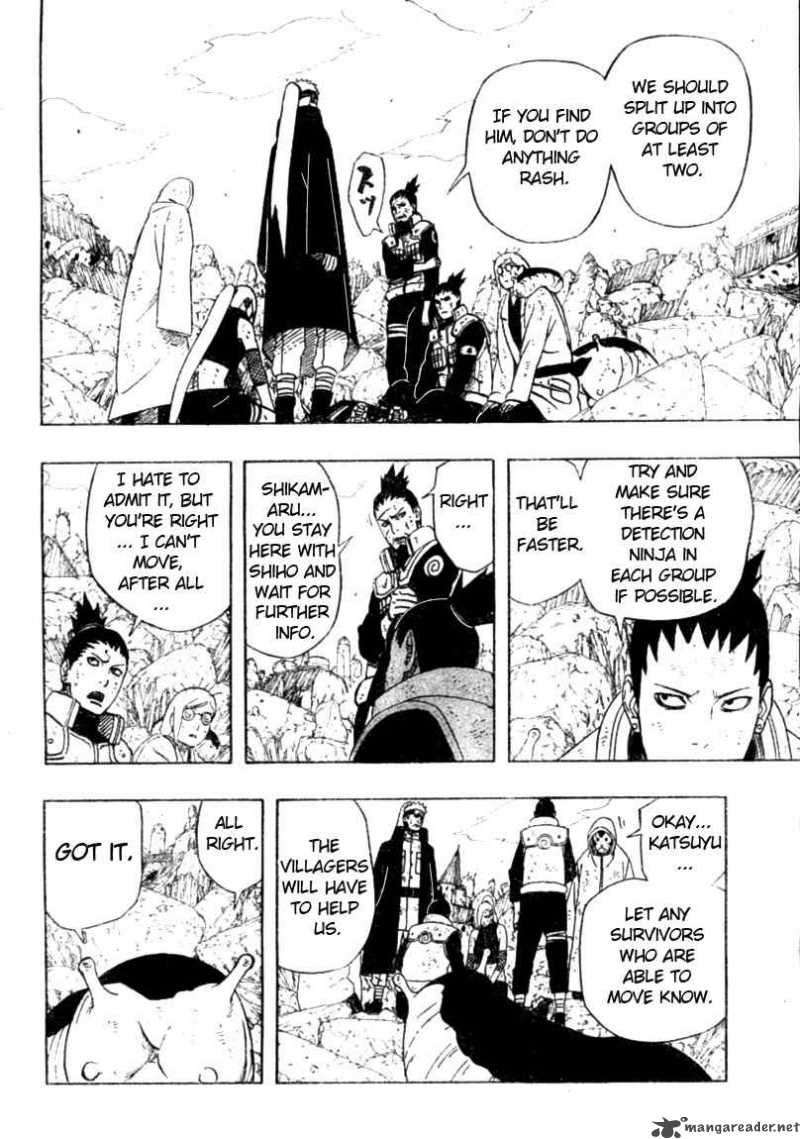 WE SHOULD
SPLIT UP INTO
GROUPS OF
AT LEAST
TWO.
IF YOU FIND
HIM, DON'T DO
ANYTHING
RASH.
スッ
TRY AND
MAKE SURE
THERE'S A
DETECTION
NINJA IN
EACH GROUP
IF POSSIBLE.
THAT'LL
BE
FASTER.
RIGHT
...
SHIKAM-
ARU...
YOU STAY
HERE WITH
SHIHO AND
WAIT FOR
FURTHER
INFO.
I HATE TO
ADMIT IT, BUT
YOU'RE RIGHT
... I CAN'T
MOVE,
AFTER ALL
...
OKAY...
KATSUYU
...
LET ANY
SURVIVORS
WHO ARE
ABLE TO
MOVE KNOW.
THE
VILLAGERS
WILL HAVE
TO HELP
US.
ALL
RIGHT.
GOT IT.
mangareader.net